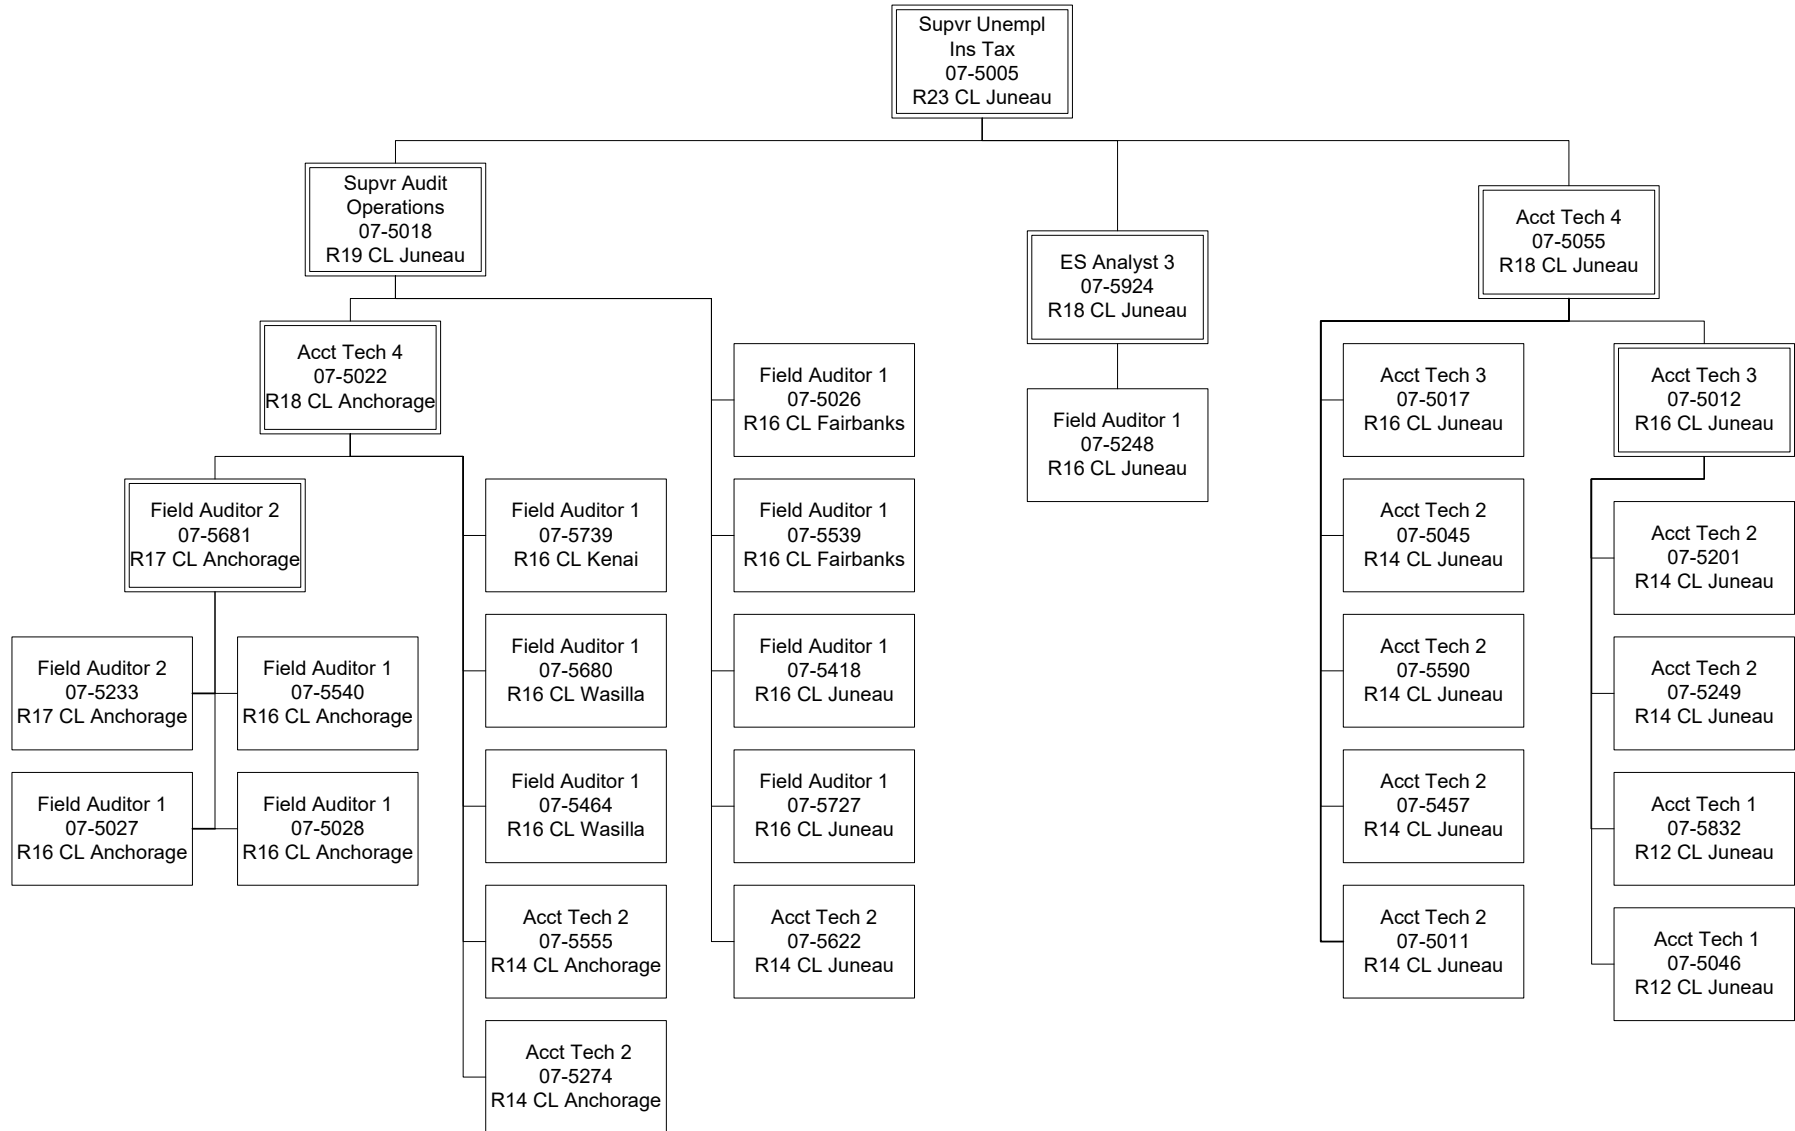 Supvr Unempl
Ins Tax
07-5005
R23 CL Juneau
Supvr Audit
Operations
07-5018
R19 CL Juneau
Acct Tech 4
07-5022
R18 CL Anchorage
Field Auditor 2
07-5681
R17 CL Anchorage
Field Auditor 2
07-5233
R17 CL Anchorage
Field Auditor 1
07-5540
R16 CL Anchorage
Field Auditor 1
07-5027
R16 CL Anchorage
Field Auditor 1
07-5028
R16 CL Anchorage
Field Auditor 1
07-5739
R16 CL Kenai
Field Auditor 1
07-5680
R16 CL Wasilla
Field Auditor 1
07-5464
R16 CL Wasilla
Acct Tech 2
07-5555
R14 CL Anchorage
Acct Tech 2
07-5274
R14 CL Anchorage
Field Auditor 1
07-5026
R16 CL Fairbanks
Field Auditor 1
07-5539
R16 CL Fairbanks
Field Auditor 1
07-5418
R16 CL Juneau
Field Auditor 1
07-5727
R16 CL Juneau
Acct Tech 2
07-5622
R14 CL Juneau
ES Analyst 3
07-5924
R18 CL Juneau
Field Auditor 1
07-5248
R16 CL Juneau
Acct Tech 4
07-5055
R18 CL Juneau
Acct Tech 3
07-5017
R16 CL Juneau
Acct Tech 2
07-5045
R14 CL Juneau
Acct Tech 2
07-5590
R14 CL Juneau
Acct Tech 2
07-5457
R14 CL Juneau
Acct Tech 2
07-5011
R14 CL Juneau
Acct Tech 3
07-5012
R16 CL Juneau
Acct Tech 2
07-5201
R14 CL Juneau
Acct Tech 2
07-5249
R14 CL Juneau
Acct Tech 1
07-5832
R12 CL Juneau
Acct Tech 1
07-5046
R12 CL Juneau